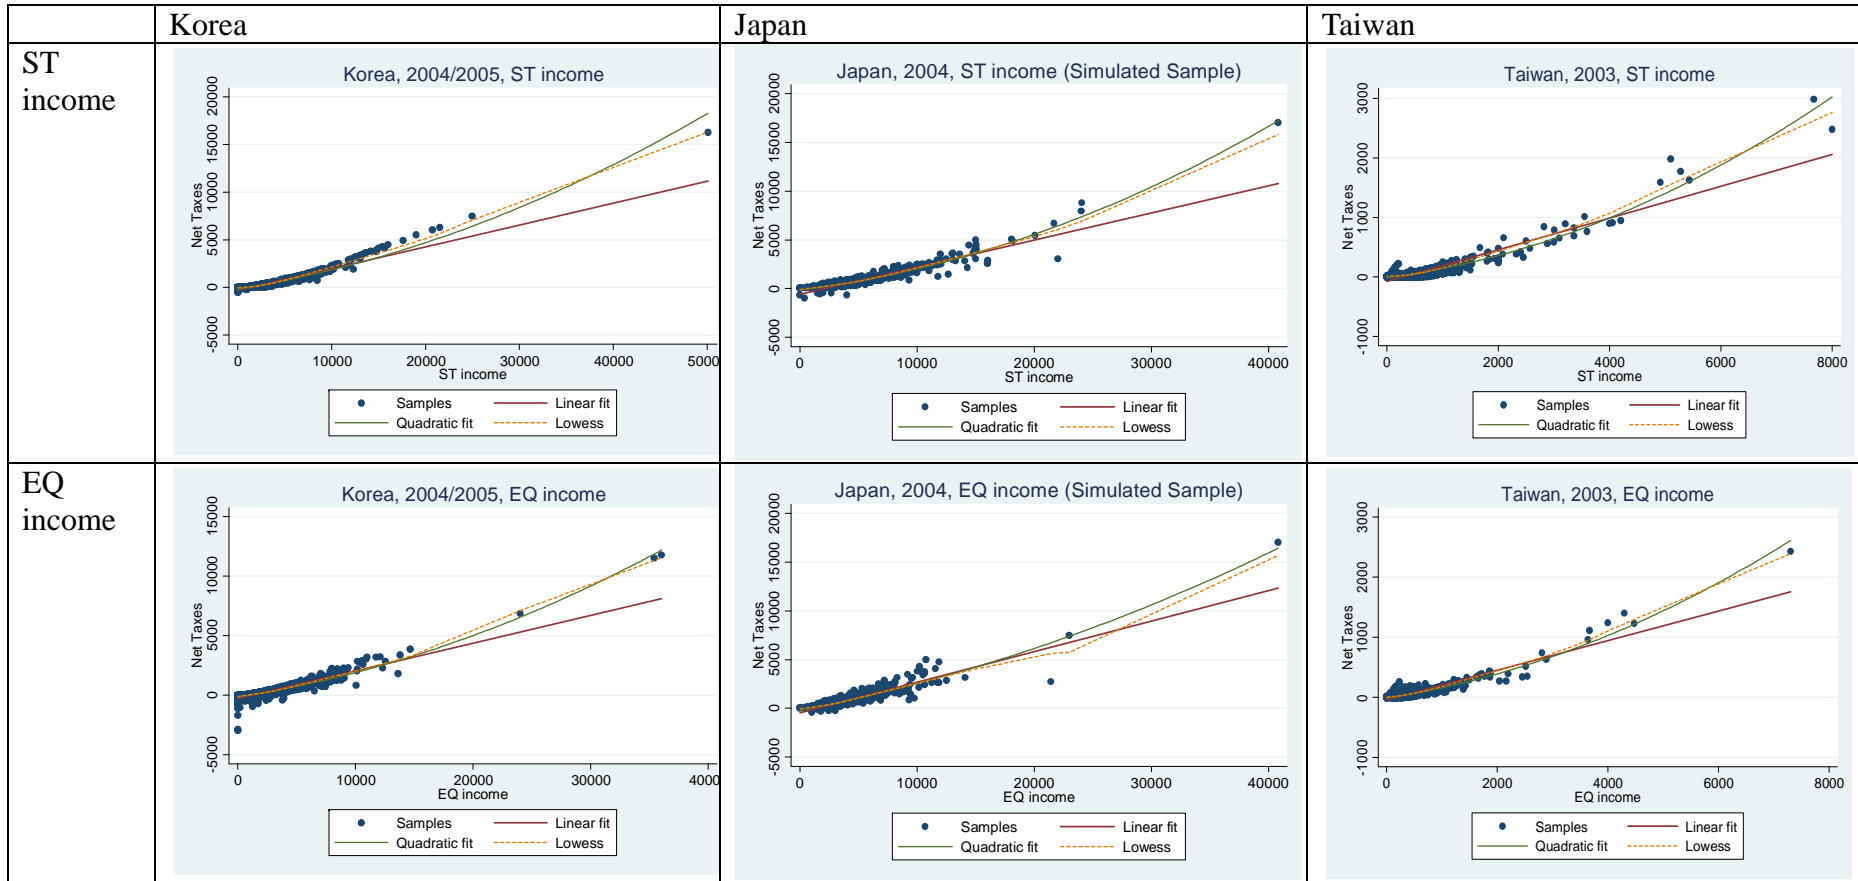 Korea
Japan
Taiwan
ST
income
Korea, 2004/2005, ST income
Net Taxes
20000
15000
10000
5000
0
-5000
0 10000 20000 30000 40000 50000
ST income
Samples Linear fit
Quadratic fit Lowess
Japan, 2004, ST income (Simulated Sample)
Net Taxes
20000
15000
10000
5000
0
-5000
0 10000 20000 30000 40000
ST income
Samples Linear fit
Quadratic fit Lowess
Taiwan, 2003, ST income
Net Taxes
3000
2000
1000
0
-1000
0 2000 4000 6000 8000
ST income
Samples Linear fit
Quadratic fit Lowess
EQ
income
Korea, 2004/2005, EQ income
Net Taxes
15000
10000
5000
0
-5000
0 10000 20000 30000 40000
EQ income
Samples Linear fit
Quadratic fit Lowess
Japan, 2004, EQ income (Simulated Sample)
Net Taxes
20000
15000
10000
5000
0
-5000
0 10000 20000 30000 40000
EQ income
Samples Linear fit
Quadratic fit Lowess
Taiwan, 2003, EQ income
Net Taxes
3000
2000
1000
0
-1000
0 2000 4000 6000 8000
EQ income
Samples Linear fit
Quadratic fit Lowess